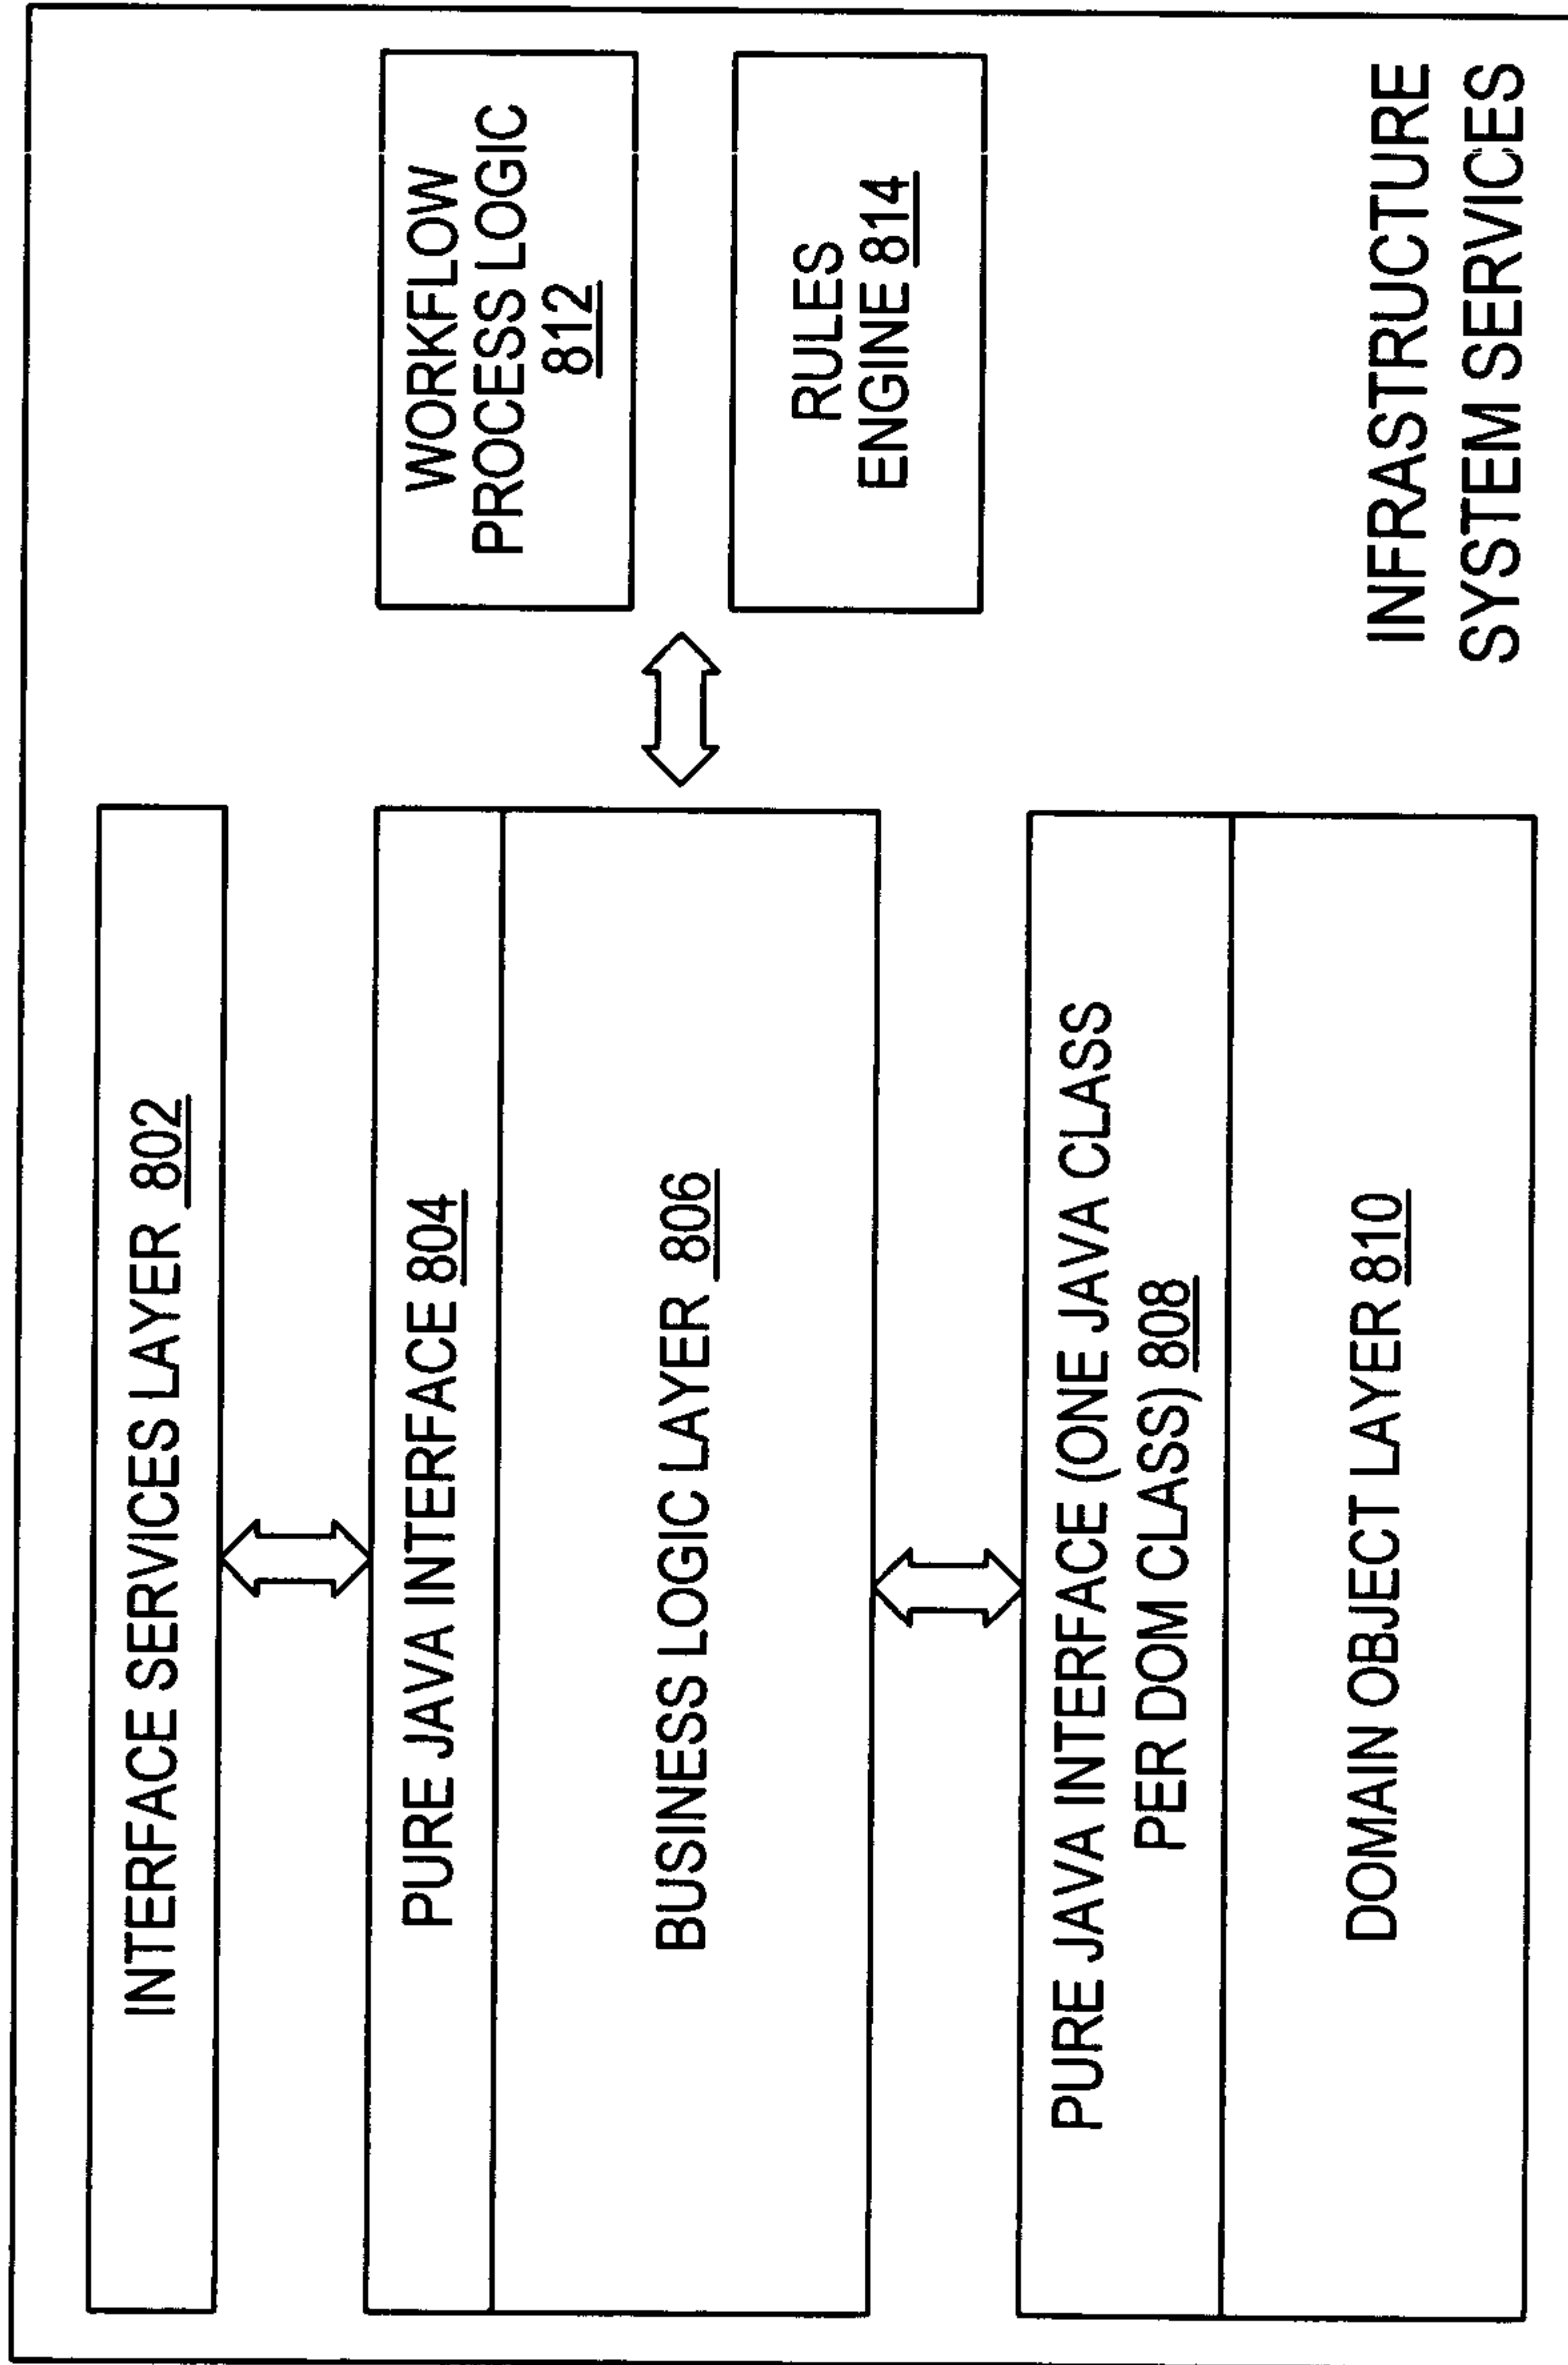 INTERFACE SERVICES LAYER 802
PURE JAVA INTERFACE 804
BUSINESS LOGIC LAYER 806
PURE JAVA INTERFACE (ONE JAVA CLASS
PER DOM CLASS) 808
DOMAIN OBJECT LAYER 810
WORKFLOW
PROCESS LOGIC
812
RULES
ENGINE 814
INFRASTRUCTURE
SYSTEM SERVICES